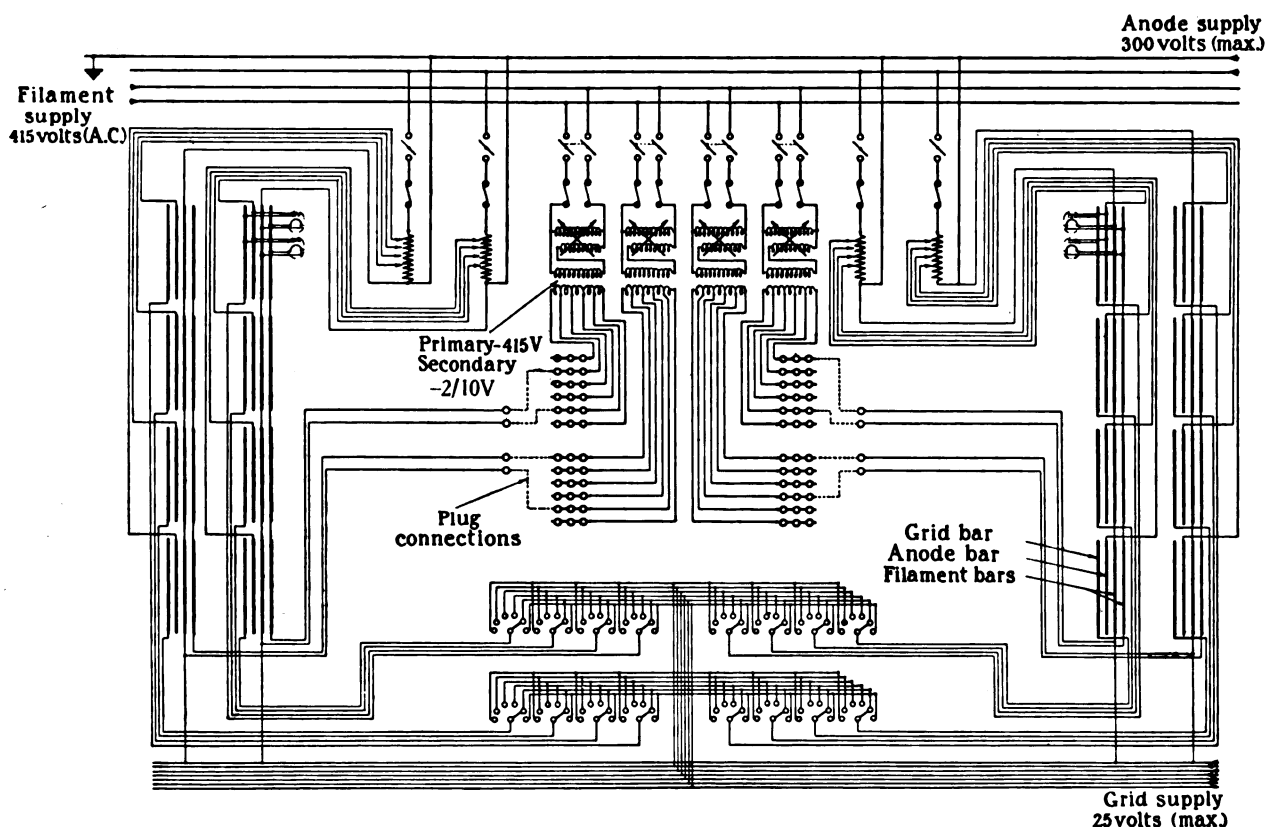 Anode supply
300 volts (max.)
Filament
supply
415 volts (A.C)
Primary-415V
Secondary
-2/10V
Plug
connections
Grid bar
Anode bar
Filament bars
Grid supply
25 volts (max.)